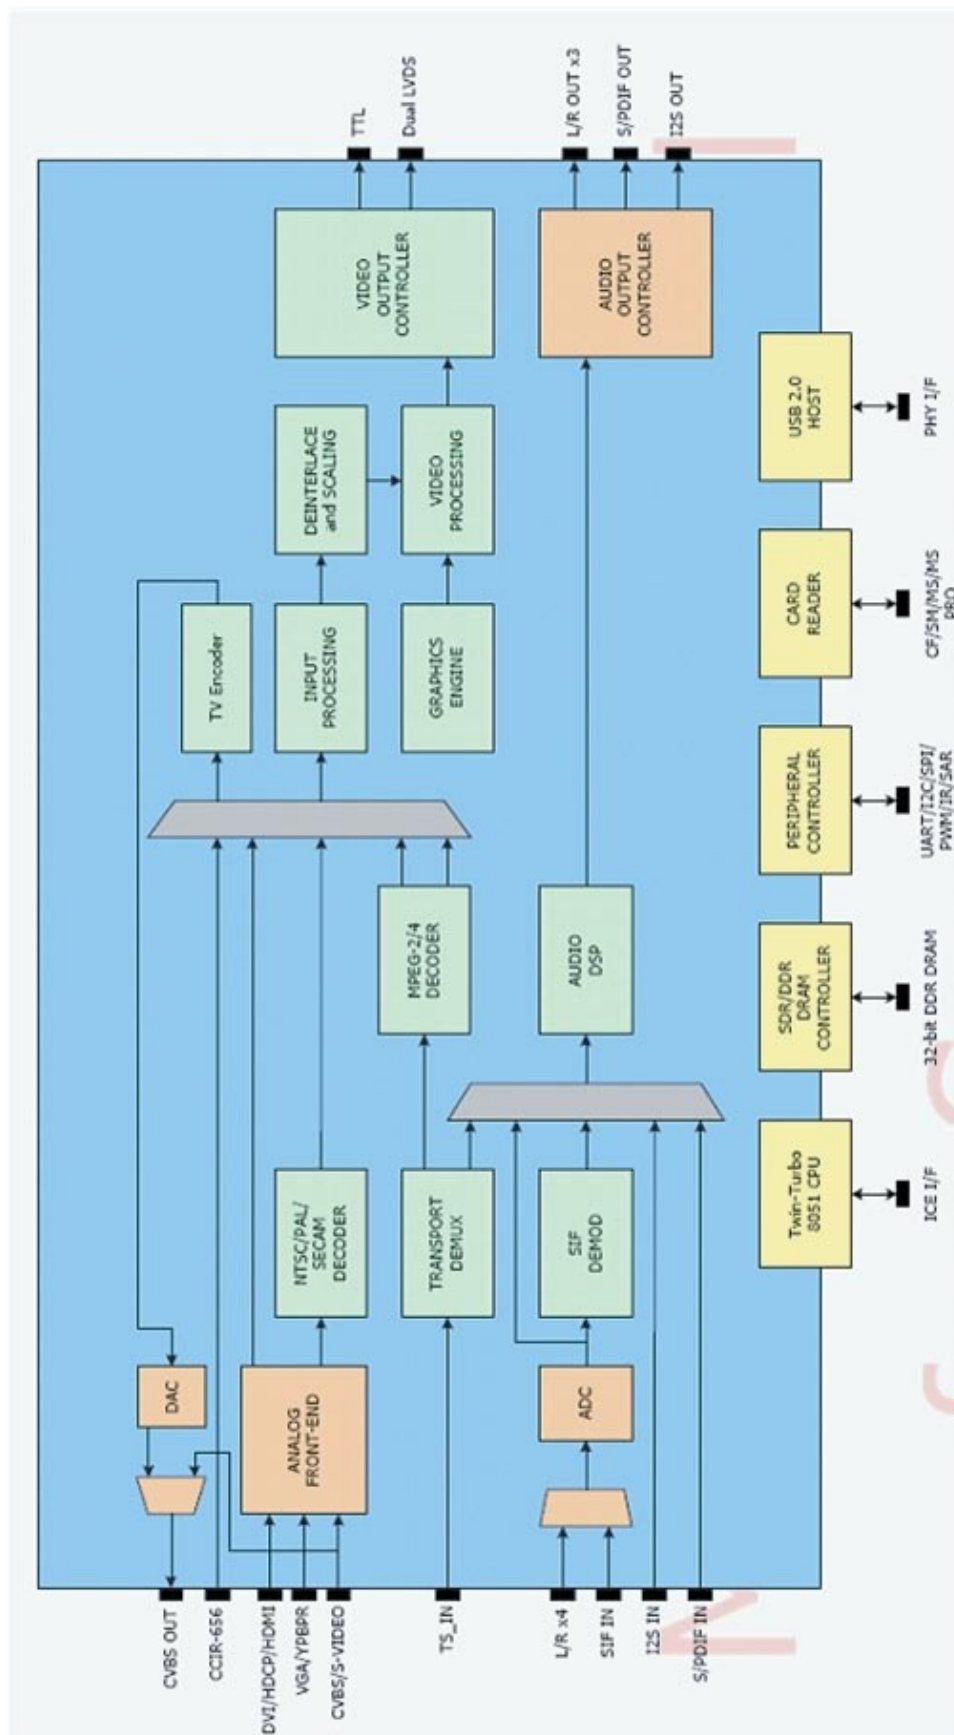 CVBS OUT
CCIR-656
DVI/HDCP/HDMI
VGA/YPBPR
CVBS/S-VIDEO
TS_IN
L/R x4
SIF IN
I2S IN
S/PDIF IN
DAC
ANALOG
FRONT-END
ADC
NTSC/PAL/
SECAM
DECODER
TRANSPORT
DEMUX
SIF
DEMOD
MPEG-2/4
DECODER
AUDIO
DSP
TV Encoder
INPUT
PROCESSING
GRAPHICS
ENGINE
DEINTERLACE
and SCALING
VIDEO
PROCESSING
VIDEO
OUTPUT
CONTROLLER
AUDIO
OUTPUT
CONTROLLER
TTL
Dual LVDS
L/R OUT x3
S/PDIF OUT
I2S OUT
Twin-Turbo
8051 CPU
SDR/DDR
DRAM
CONTROLLER
PERIPHERAL
CONTROLLER
CARD
READER
USB 2.0
HOST
ICE I/F
32-bit DDR DRAM
UART/I2C/SPI/
PWM/IR/SAR
CF/SM/MS/MS
PRO
PHY I/F